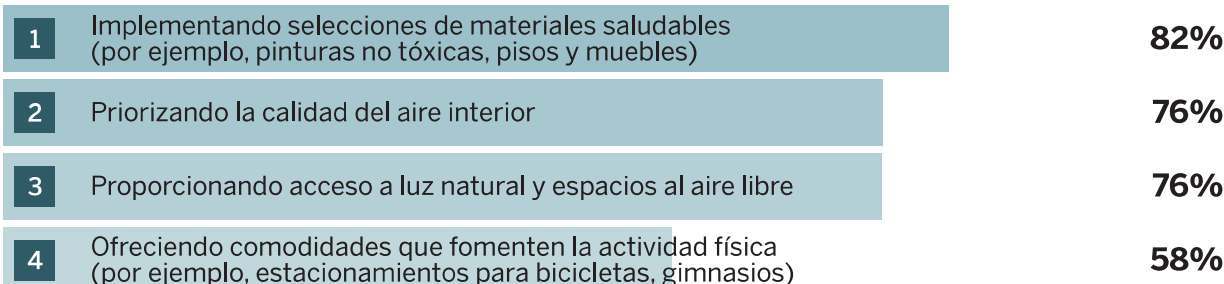 1 Implementando selecciones de materiales saludables
(por ejemplo, pinturas no tóxicas, pisos y muebles) 82%
2 Priorizando la calidad del aire interior 76%
3 Proporcionando acceso a luz natural y espacios al aire libre 76%
4 Ofreciendo comodidades que fomenten la actividad física
(por ejemplo, estacionamientos para bicicletas, gimnasios) 58%